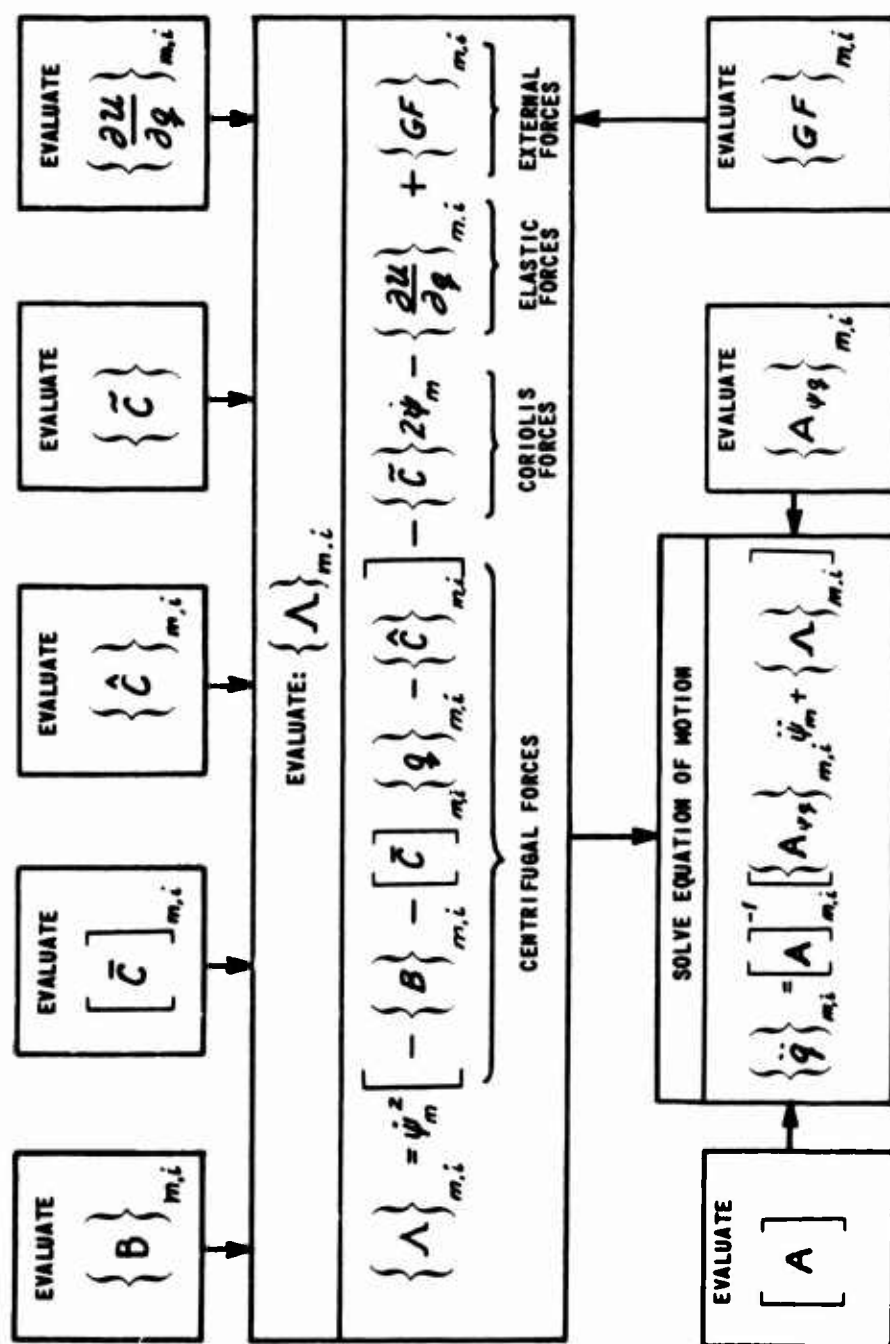 EVALUATE
{B}m,i
EVALUATE
[C̄]m,i
EVALUATE
{Ĉ}m,i
EVALUATE
{C̃}
EVALUATE
{∂U/∂q}m,i
EVALUATE: {Λ}m,i
{Λ}m,i = ψ̇m² [ − {B}m,i − [C̄]m,i {q}m,i − {Ĉ}m,i ] − {C̃} 2ψ̇m − {∂U/∂q}m,i + {GF}m,i
CENTRIFUGAL FORCES
CORIOLIS FORCES
ELASTIC FORCES
EXTERNAL FORCES
EVALUATE
[A]
SOLVE EQUATION OF MOTION
{q̈}m,i = [A]⁻¹m,i [{Aψq}m,i ψ̈m + {Λ}m,i]
EVALUATE
{Aψq}m,i
EVALUATE
{GF}m,i